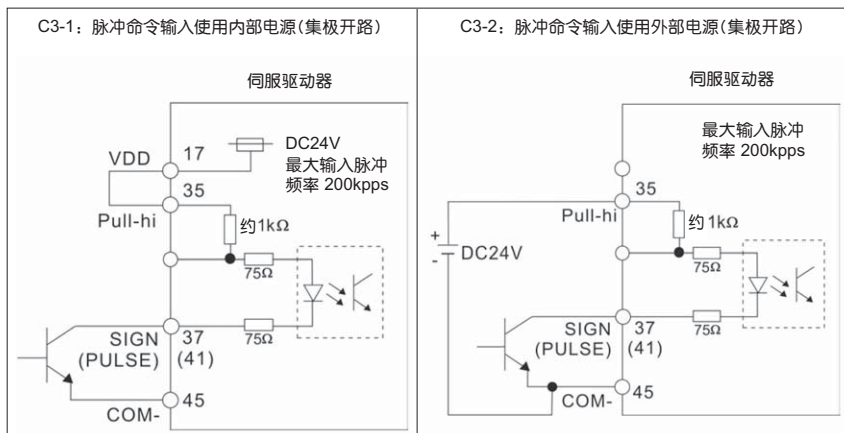 C3-1：脉冲命令输入使用内部电源(集极开路)
伺服驱动器
VDD
17
DC24V
最大输入脉冲
频率 200kpps
35
Pull-hi
约1kΩ
75Ω
SIGN
37
75Ω
(PULSE)
(41)
COM-
45
C3-2：脉冲命令输入使用外部电源(集极开路)
伺服驱动器
最大输入脉冲
频率 200kpps
35
Pull-hi
约1kΩ
+
-
DC24V
75Ω
SIGN
37
75Ω
(PULSE)
(41)
COM-
45